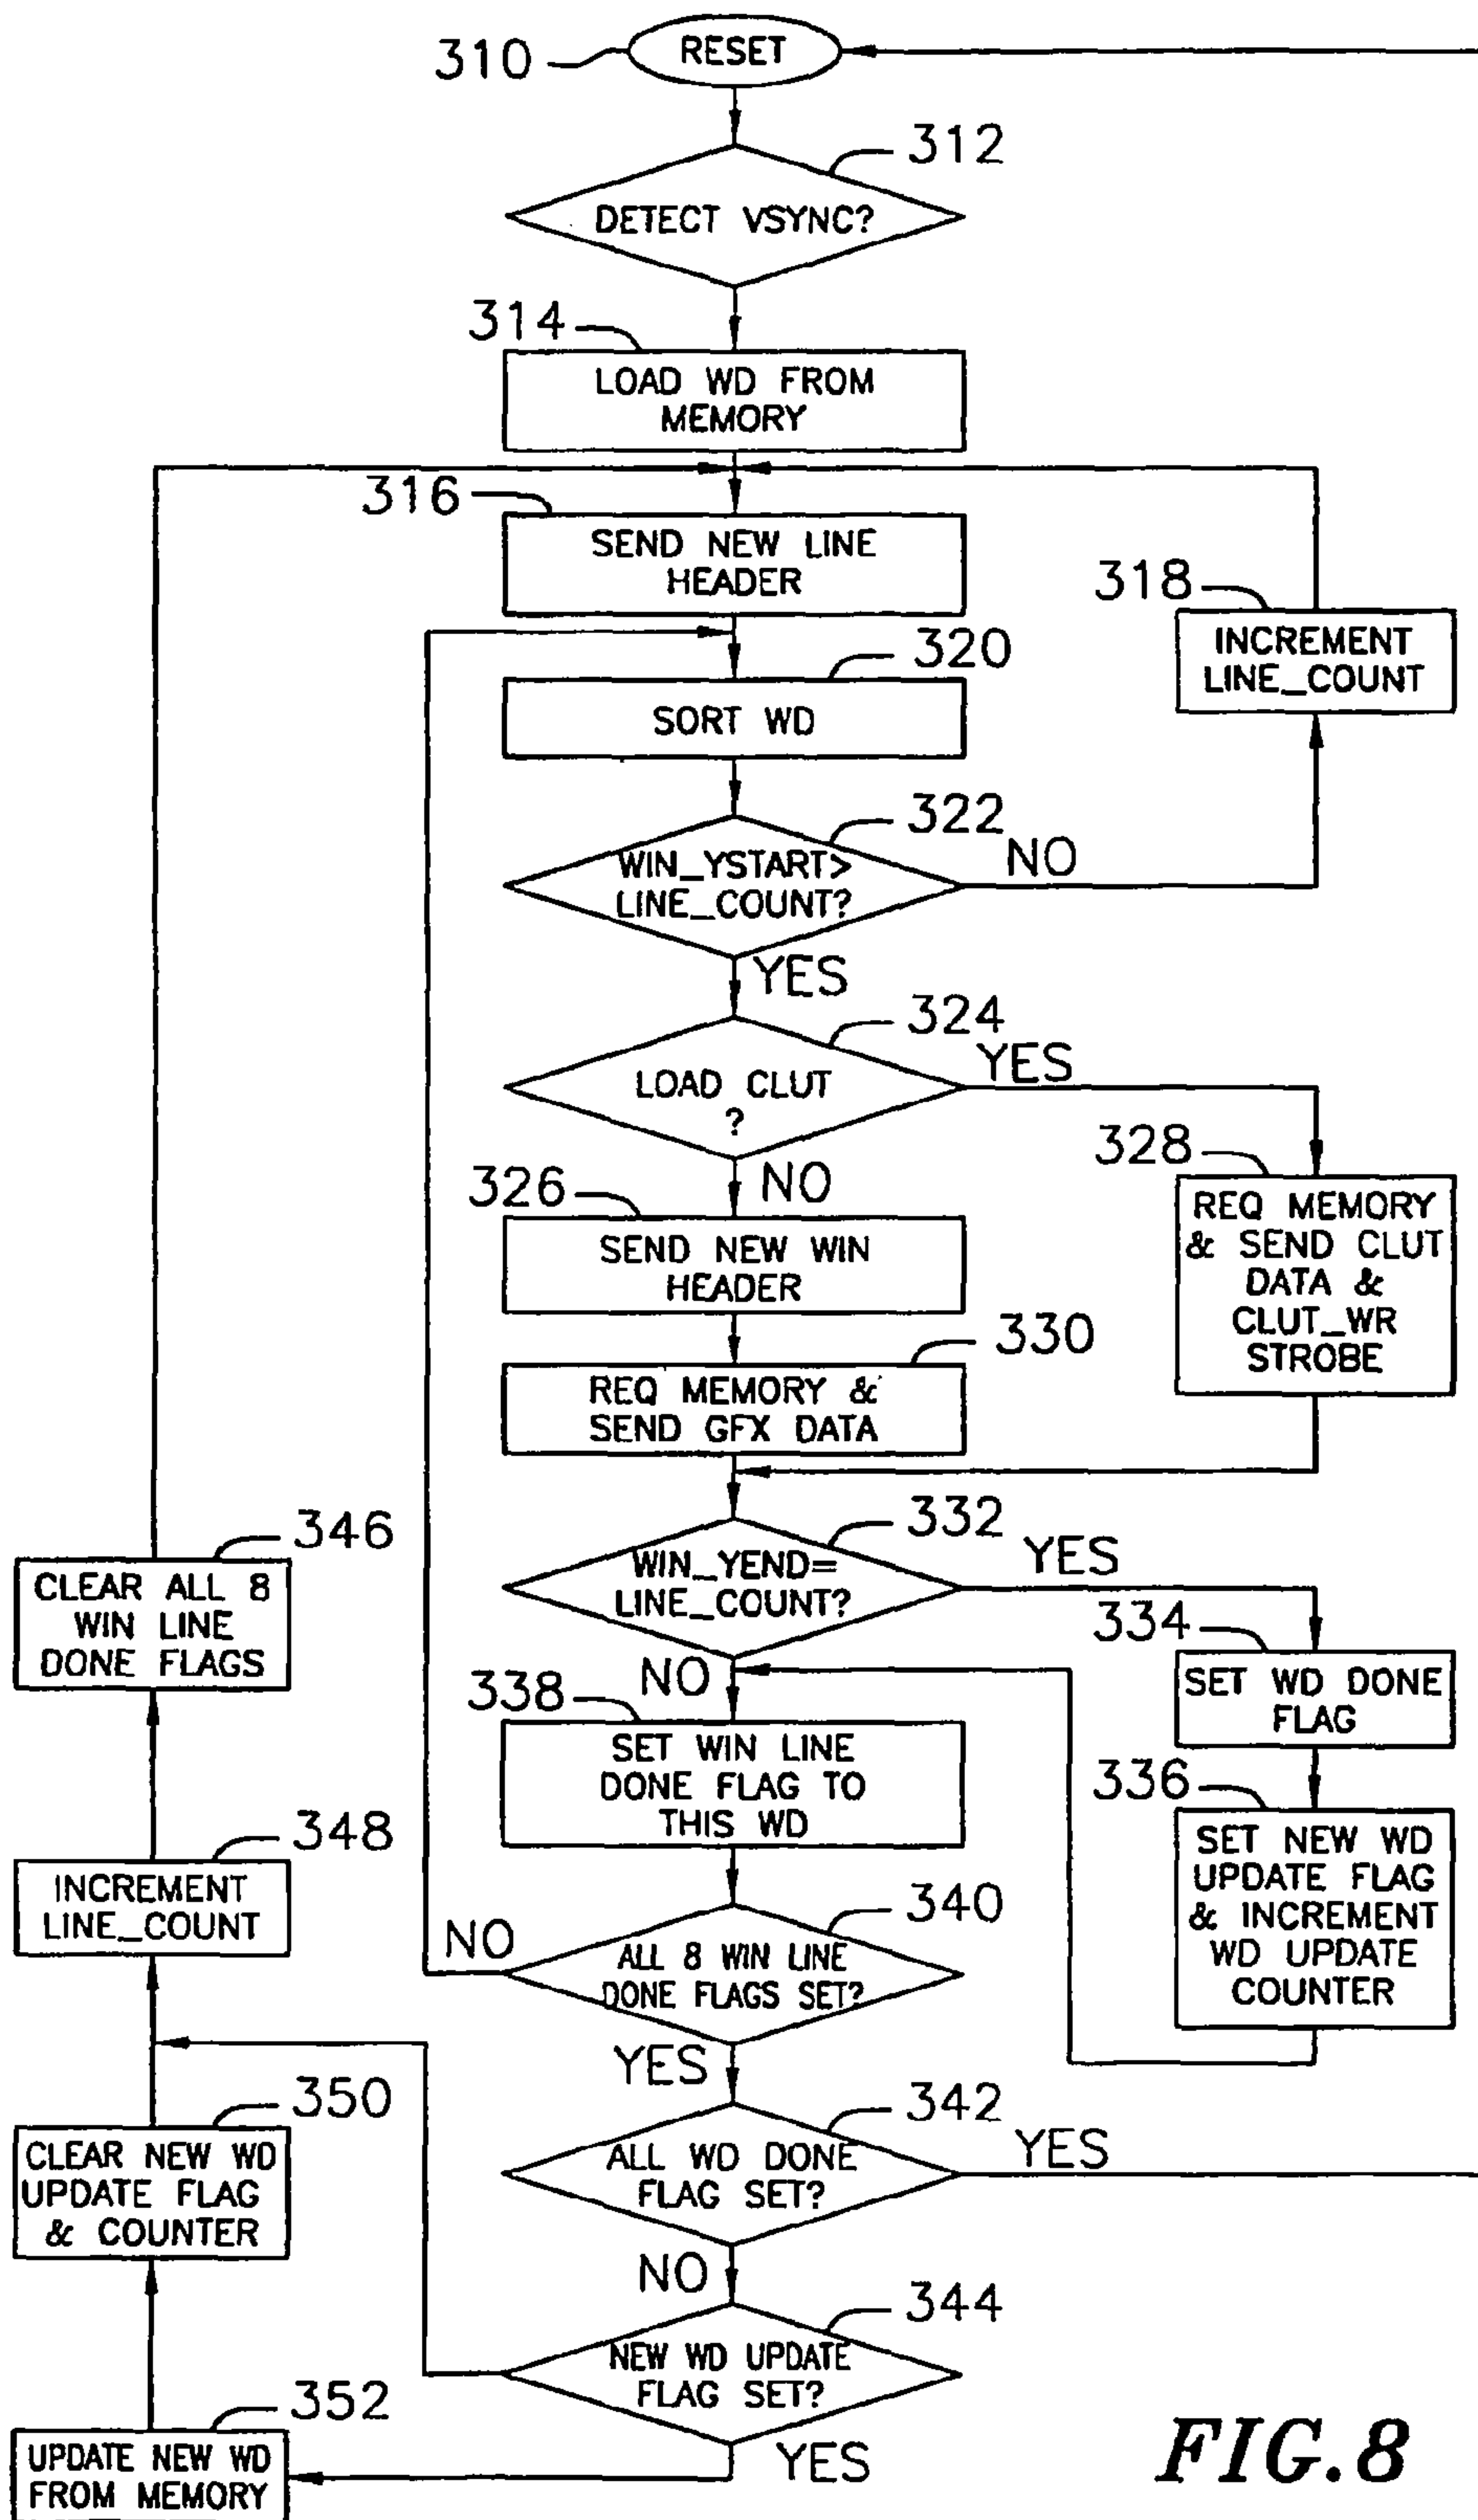 310
RESET
312
DETECT VSYNC?
314
LOAD WD FROM
MEMORY
316
SEND NEW LINE
HEADER
318
INCREMENT
LINE_COUNT
320
SORT WD
322
WIN_YSTART>
LINE_COUNT?
NO
YES
324
LOAD CLUT
?
YES
NO
326
SEND NEW WIN
HEADER
328
REQ MEMORY
& SEND CLUT
DATA &
CLUT_WR
STROBE
330
REQ MEMORY &
SEND GFX DATA
332
WIN_YEND=
LINE_COUNT?
YES
NO
334
SET WD DONE
FLAG
336
SET NEW WD
UPDATE FLAG
& INCREMENT
WD UPDATE
COUNTER
338
SET WIN LINE
DONE FLAG TO
THIS WD
340
ALL 8 WIN LINE
DONE FLAGS SET?
NO
YES
342
ALL WD DONE
FLAG SET?
YES
NO
344
NEW WD UPDATE
FLAG SET?
YES
346
CLEAR ALL 8
WIN LINE
DONE FLAGS
348
INCREMENT
LINE_COUNT
350
CLEAR NEW WD
UPDATE FLAG
& COUNTER
352
UPDATE NEW WD
FROM MEMORY
FIG.8